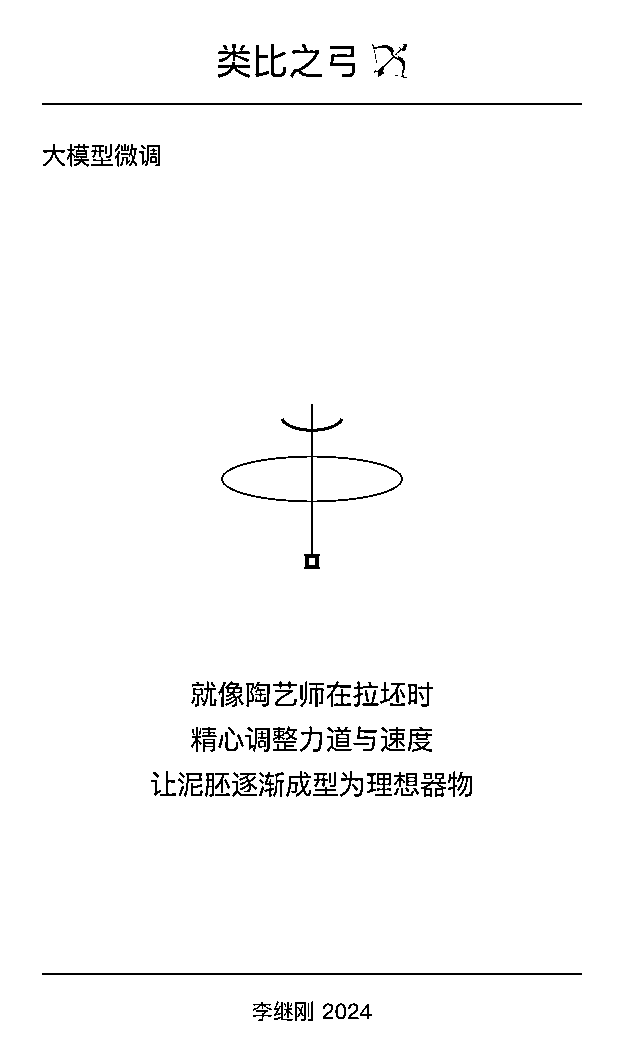 类比之弓 🏹
大模型微调
就像陶艺师在拉坯时
精心调整力道与速度
让泥胚逐渐成型为理想器物
李继刚 2024